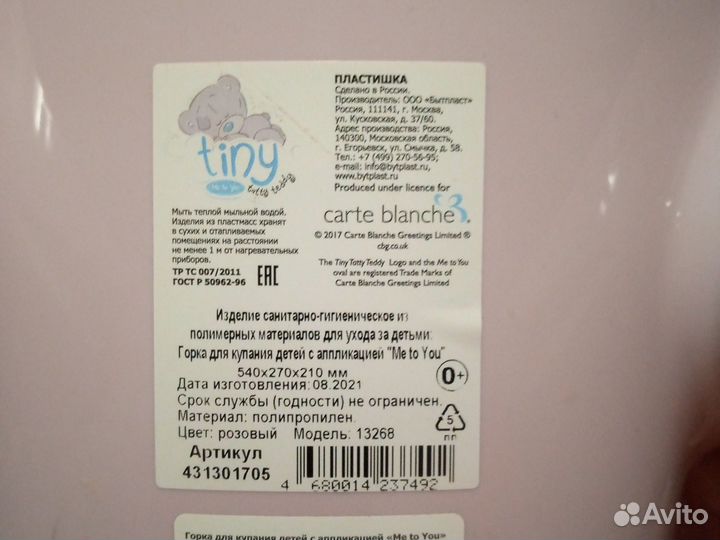 tiny
Me to You
tatty teddy
Мыть теплой мыльной водой.
Изделия из пластмасс хранят
в сухих и отапливаемых
помещениях на расстоянии
не менее 1 м от нагревательных
приборов.
ТР ТС 007/2011
ГОСТ Р 50962-96
EAC
ПЛАСТИШКА
Сделано в России.
Производитель: ООО «Бытпласт»
Россия, 111141, г. Москва,
ул. Кусковская, д. 37/60.
Адрес производства: Россия,
140300, Московская область,
г. Егорьевск, ул. Смычка, д. 58.
Тел.: +7 (499) 270-56-95;
e-mail: info@bytplast.ru,
www.bytplast.ru
Produced under licence for
carte blanche
© 2017 Carte Blanche Greetings Limited ®
cbg.co.uk
The Tiny Tatty Teddy Logo and the Me to You
oval are registered Trade Marks of
Carte Blanche Greetings Limited
Изделие санитарно-гигиеническое из
полимерных материалов для ухода за детьми:
Горка для купания детей с аппликацией "Me to You"
540х270х210 мм
0+
Дата изготовления: 08.2021
Срок службы (годности) не ограничен.
Материал: полипропилен.
5
ПП
Цвет: розовый Модель: 13268
Артикул
431301705
4 680014 237492
Горка для купания детей с аппликацией «Me to You»
Avito